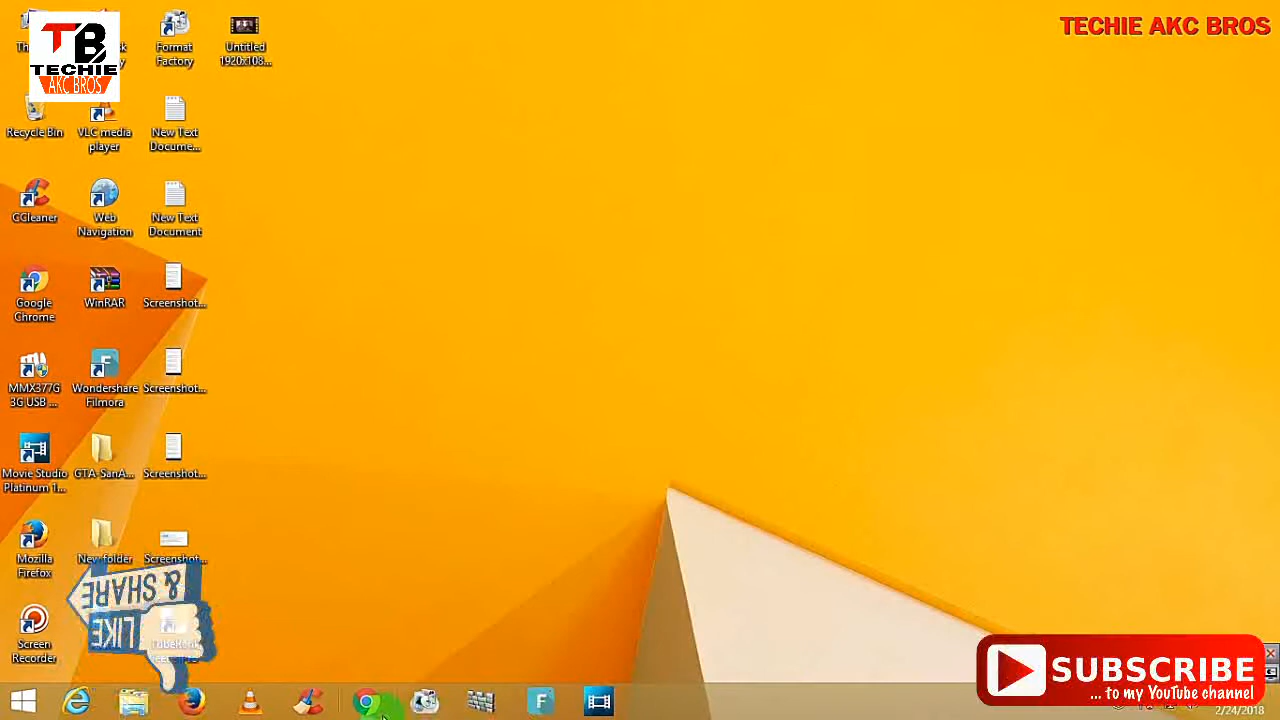 TECHIE AKC BROS
TB
TECHIE
AKC BROS
Format
Factory
Untitled
1920x108...
Recycle Bin
VLC media
player
New Text
Docume...
CCleaner
Web
Navigation
New Text
Document
Google
Chrome
WinRAR
Screenshot...
MMX377G
3G USB ...
Wondershare
Filmora
Screenshot...
Movie Studio
Platinum 1...
GTA-SanA...
Screenshot...
Mozilla
Firefox
New folder
Screenshot...
& SHARE
LIKE
Screen
Recorder
SUBSCRIBE
... to my YouTube channel
2/24/2018